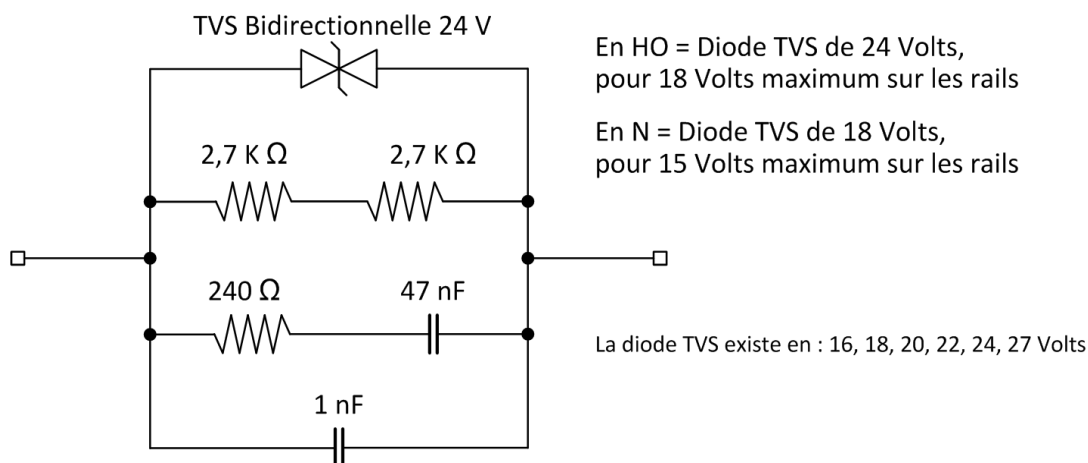 TVS Bidirectionnelle 24 V
En HO = Diode TVS de 24 Volts,
pour 18 Volts maximum sur les rails
En N = Diode TVS de 18 Volts,
pour 15 Volts maximum sur les rails
2,7 K Ω
2,7 K Ω
240 Ω
47 nF
La diode TVS existe en : 16, 18, 20, 22, 24, 27 Volts
1 nF